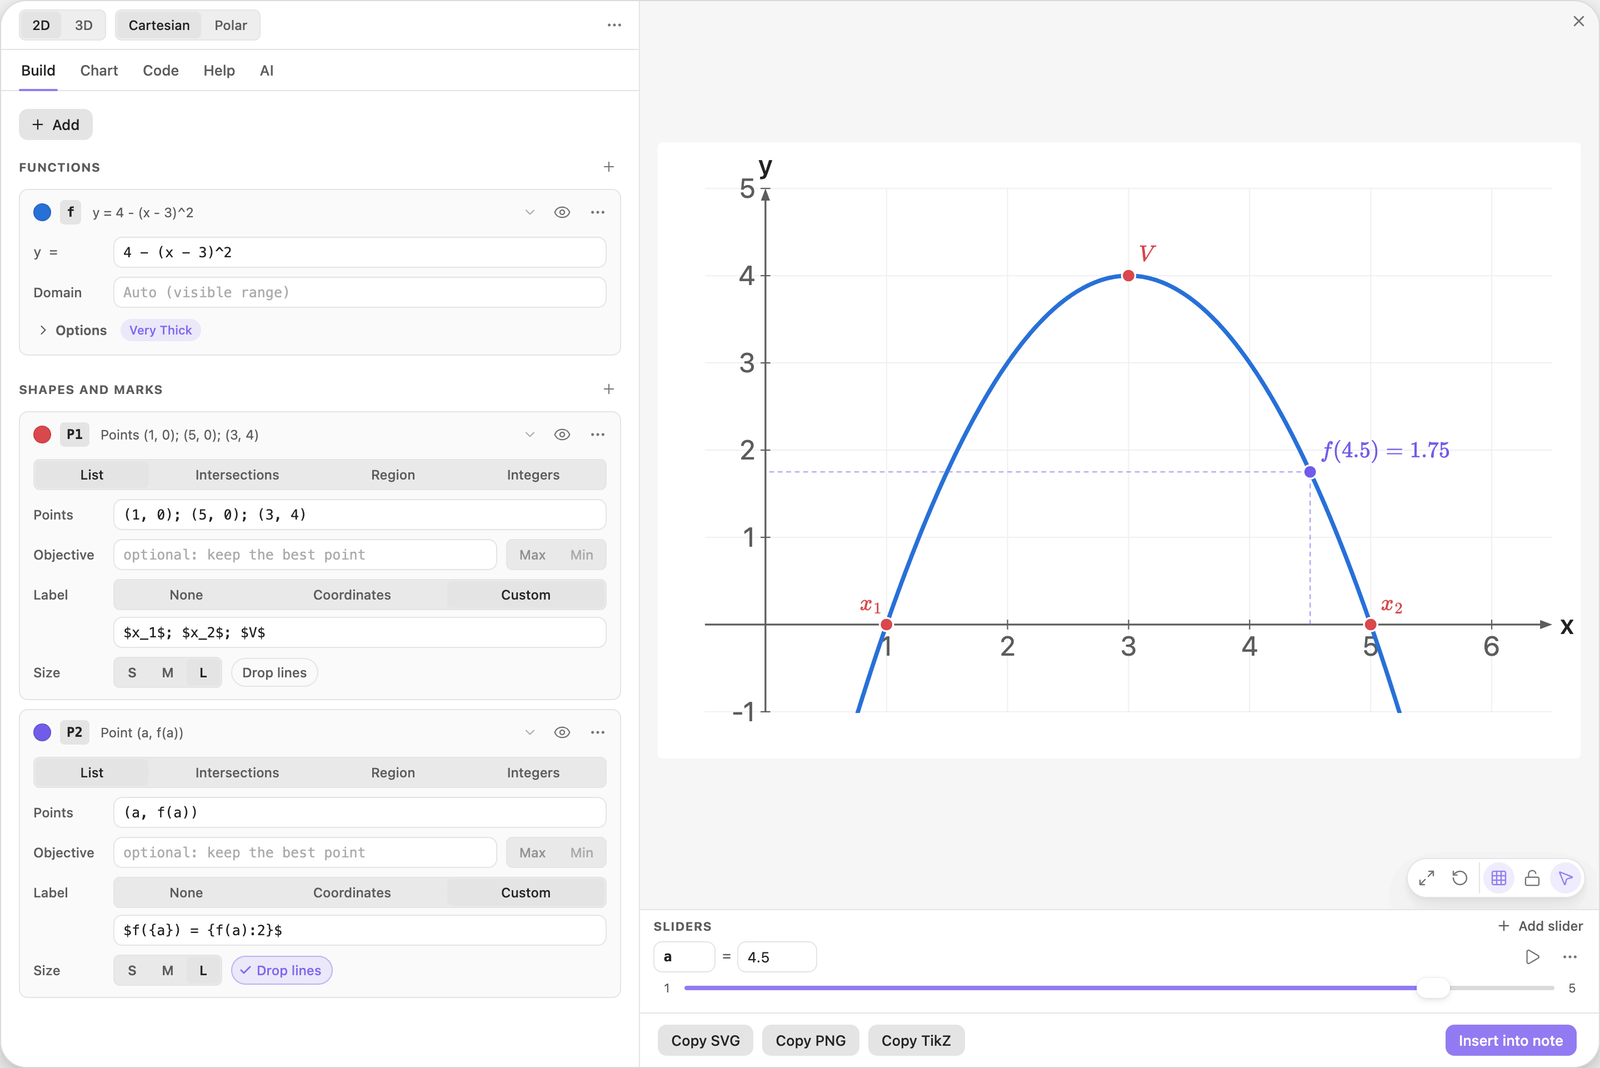 2D 3D Cartesian Polar
Build Chart Code Help AI
+ Add
FUNCTIONS
f y = 4 - (x - 3)^2
y = 4 - (x - 3)^2
Domain Auto (visible range)
Options Very Thick
SHAPES AND MARKS
P1 Points (1, 0); (5, 0); (3, 4)
List Intersections Region Integers
Points (1, 0); (5, 0); (3, 4)
Objective optional: keep the best point Max Min
Label None Coordinates Custom
$x_1$; $x_2$; $V$
Size S M L Drop lines
P2 Point (a, f(a))
List Intersections Region Integers
Points (a, f(a))
Objective optional: keep the best point Max Min
Label None Coordinates Custom
$f({a}) = {f(a):2}$
Size S M L Drop lines
y
5
V
4
3
2
f(4.5) = 1.75
1
x₁ x₂
x
1 2 3 4 5 6
-1
SLIDERS + Add slider
a = 4.5
1 5
Copy SVG Copy PNG Copy TikZ Insert into note